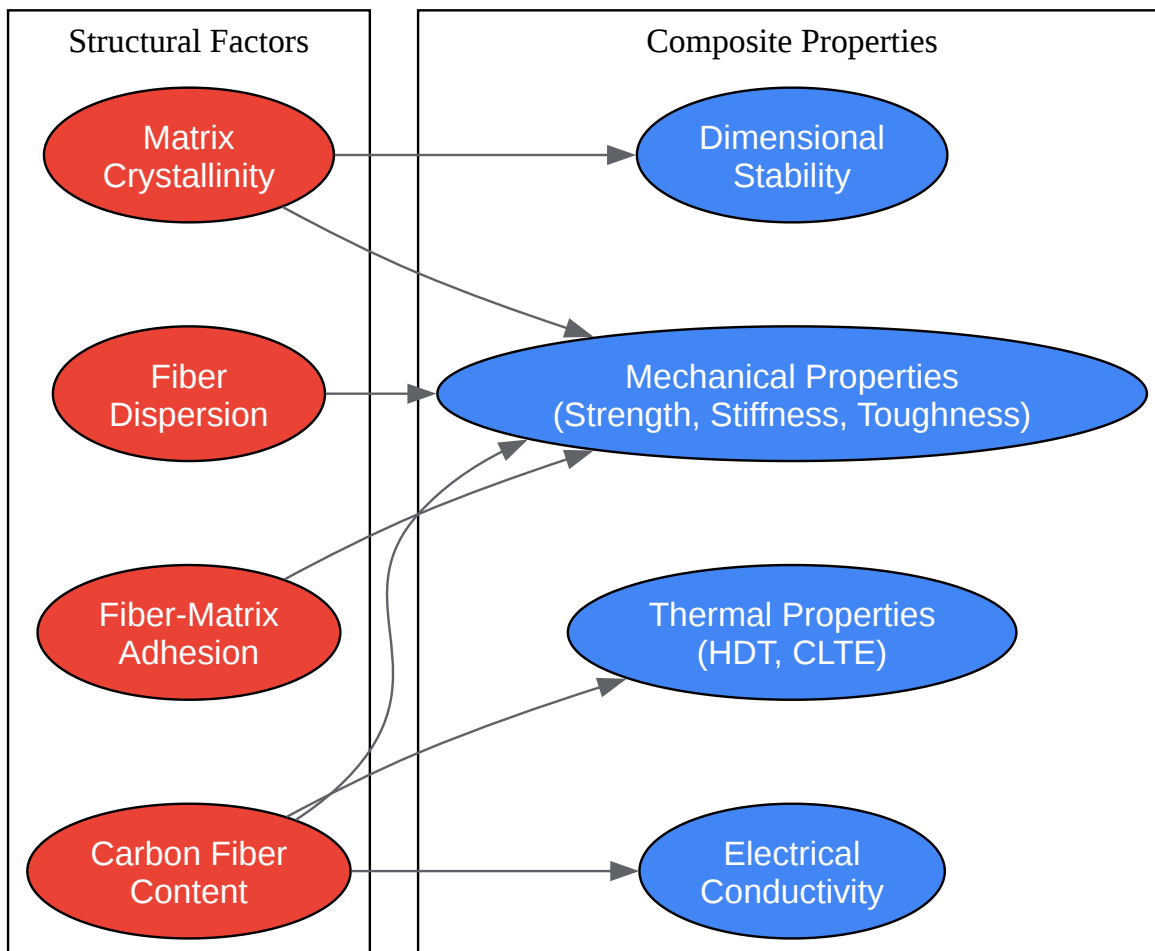 Structural Factors
Composite Properties
Matrix
Crystallinity
Dimensional
Stability
Fiber
Dispersion
Mechanical Properties
(Strength, Stiffness, Toughness)
Fiber-Matrix
Adhesion
Thermal Properties
(HDT, CLTE)
Carbon Fiber
Content
Electrical
Conductivity